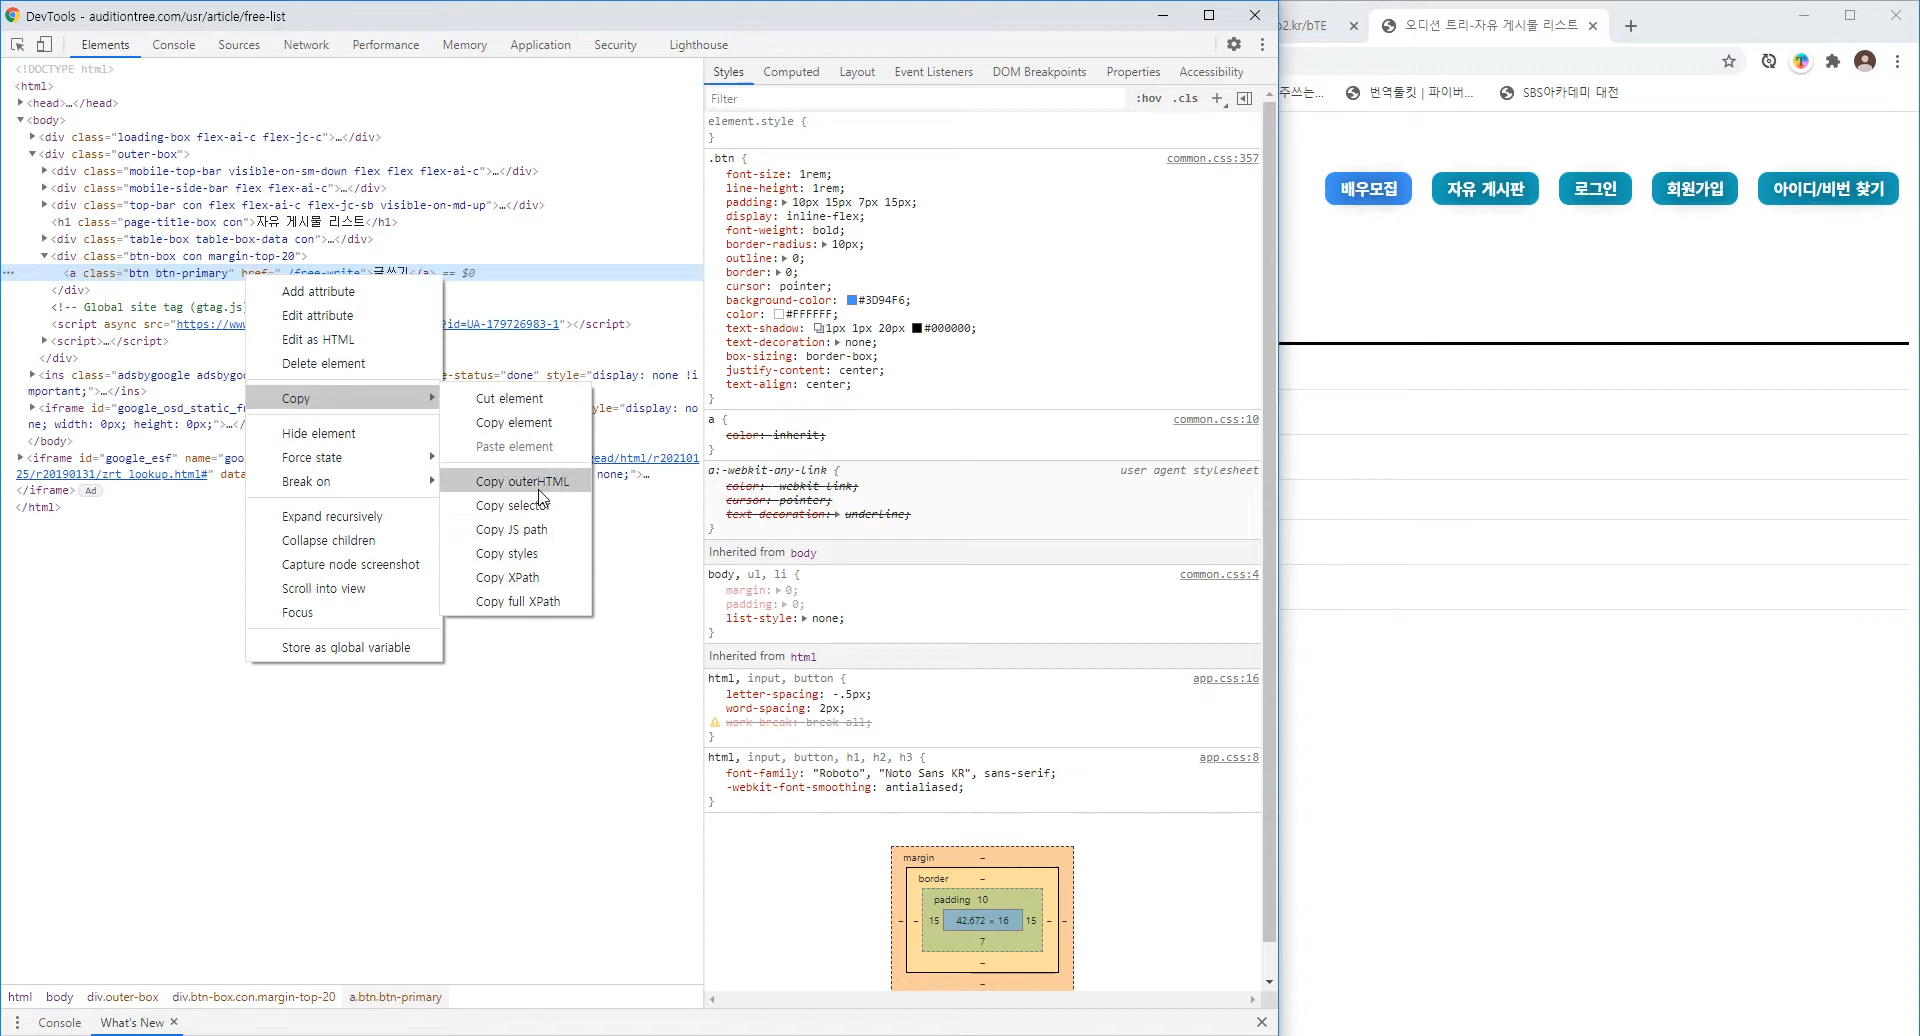 DevTools - auditiontree.com/usr/article/free-list
Elements Console Sources Network Performance Memory Application Security Lighthouse
<!DOCTYPE html>
<html>
<head>…</head>
<body>
<div class="loading-box flex-ai-c flex-jc-c">…</div>
<div class="outer-box">
<div class="mobile-top-bar visible-on-sm-down flex flex flex-ai-c">…</div>
<div class="mobile-side-bar flex flex-ai-c">…</div>
<div class="top-bar con flex flex-ai-c flex-jc-sb visible-on-md-up">…</div>
<h1 class="page-title-box con">자유 게시물 리스트</h1>
<div class="table-box table-box-data con">…</div>
<div class="btn-box con margin-top-20">
<a class="btn btn-primary" href="./free-write">글쓰기</a> == $0
</div>
<!-- Global site tag (gtag.js)
<script async src="https://www ?id=UA-179726983-1"></script>
<script>…</script>
</div>
<ins class="adsbygoogle adsbygoo e-status="done" style="display: none !i
mportant;">…</ins>
<iframe id="google_osd_static_fr yle="display: no
ne; width: 0px; height: 0px;">…</
</body>
<iframe id="google_esf" name="goo ead/html/r202101
25/r20190131/zrt_lookup.html#" data none;">…
</iframe> Ad
</html>
Add attribute
Edit attribute
Edit as HTML
Delete element
Copy
Hide element
Force state
Break on
Expand recursively
Collapse children
Capture node screenshot
Scroll into view
Focus
Store as global variable
Cut element
Copy element
Paste element
Copy outerHTML
Copy selector
Copy JS path
Copy styles
Copy XPath
Copy full XPath
Styles Computed Layout Event Listeners DOM Breakpoints Properties Accessibility
Filter :hov .cls +
element.style {
}
.btn { common.css:357
font-size: 1rem;
line-height: 1rem;
padding: 10px 15px 7px 15px;
display: inline-flex;
font-weight: bold;
border-radius: 10px;
outline: 0;
border: 0;
cursor: pointer;
background-color: #3D94F6;
color: #FFFFFF;
text-shadow: 1px 1px 20px #000000;
text-decoration: none;
box-sizing: border-box;
justify-content: center;
text-align: center;
}
a { common.css:10
color: inherit;
}
a:-webkit-any-link { user agent stylesheet
color: -webkit-link;
cursor: pointer;
text-decoration: underline;
}
Inherited from body
body, ul, li { common.css:4
margin: 0;
padding: 0;
list-style: none;
}
Inherited from html
html, input, button { app.css:16
letter-spacing: -.5px;
word-spacing: 2px;
work-break: break-all;
}
html, input, button, h1, h2, h3 { app.css:8
font-family: "Roboto", "Noto Sans KR", sans-serif;
-webkit-font-smoothing: antialiased;
}
margin -
border -
padding 10
- - 15 42.672 × 16 15 - -
7
-
-
html body div.outer-box div.btn-box.con.margin-top-20 a.btn.btn-primary
Console What's New
o2.kr/bTE 오디션 트리-자유 게시물 리스트
주쓰는... 번역툴킷 | 파이버... SBS아카데미 대전
배우모집 자유 게시판 로그인 회원가입 아이디/비번 찾기